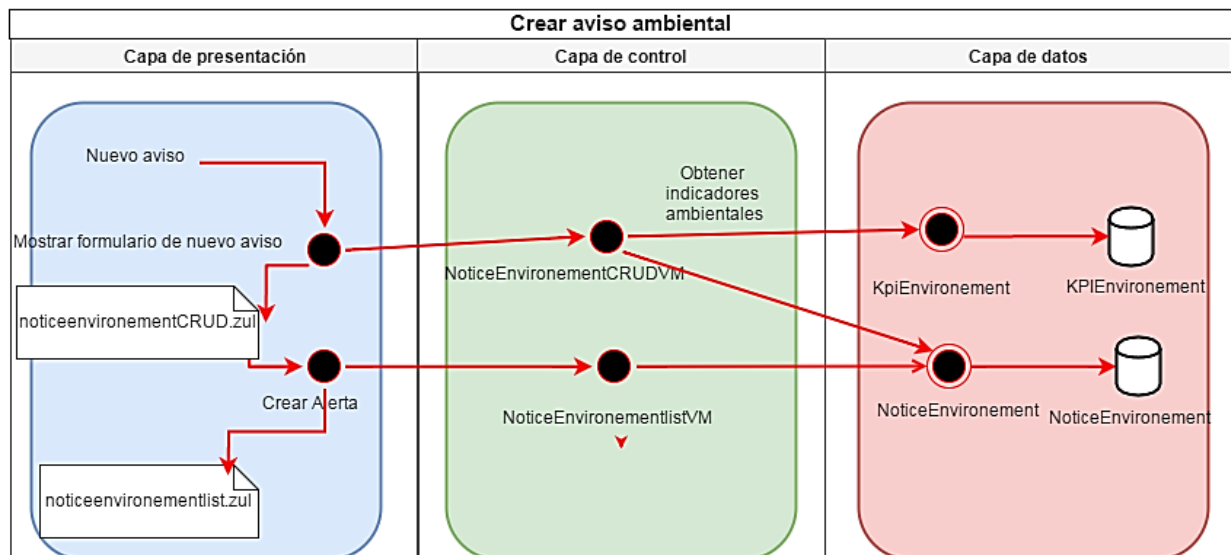 Crear aviso ambiental
Capa de presentación
Capa de control
Capa de datos
Nuevo aviso
Mostrar formulario de nuevo aviso
noticeenvironementCRUD.zul
Crear Alerta
noticeenvironementlist.zul
Obtener
indicadores
ambientales
NoticeEnvironementCRUDVM
NoticeEnvironementlistVM
KpiEnvironement
KPIEnvironement
NoticeEnvironement
NoticeEnvironement